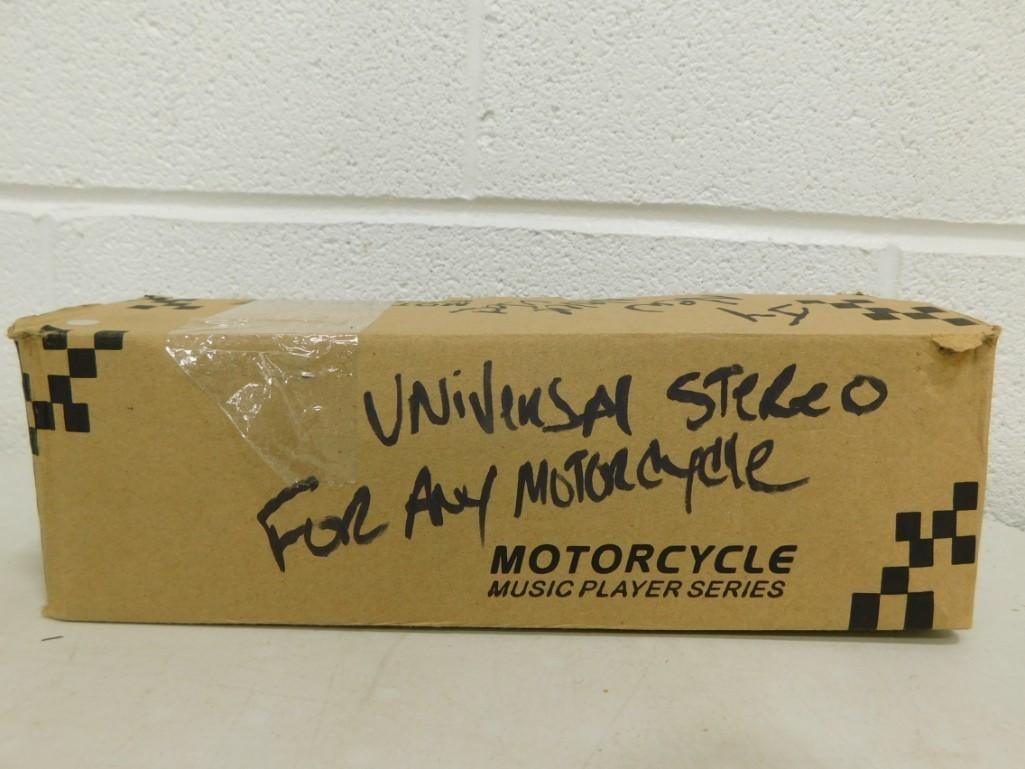 UNiVeRSAl STeReO
FOR ANY MOTORCYCle
MOTORCYCLE
MUSIC PLAYER SERIES